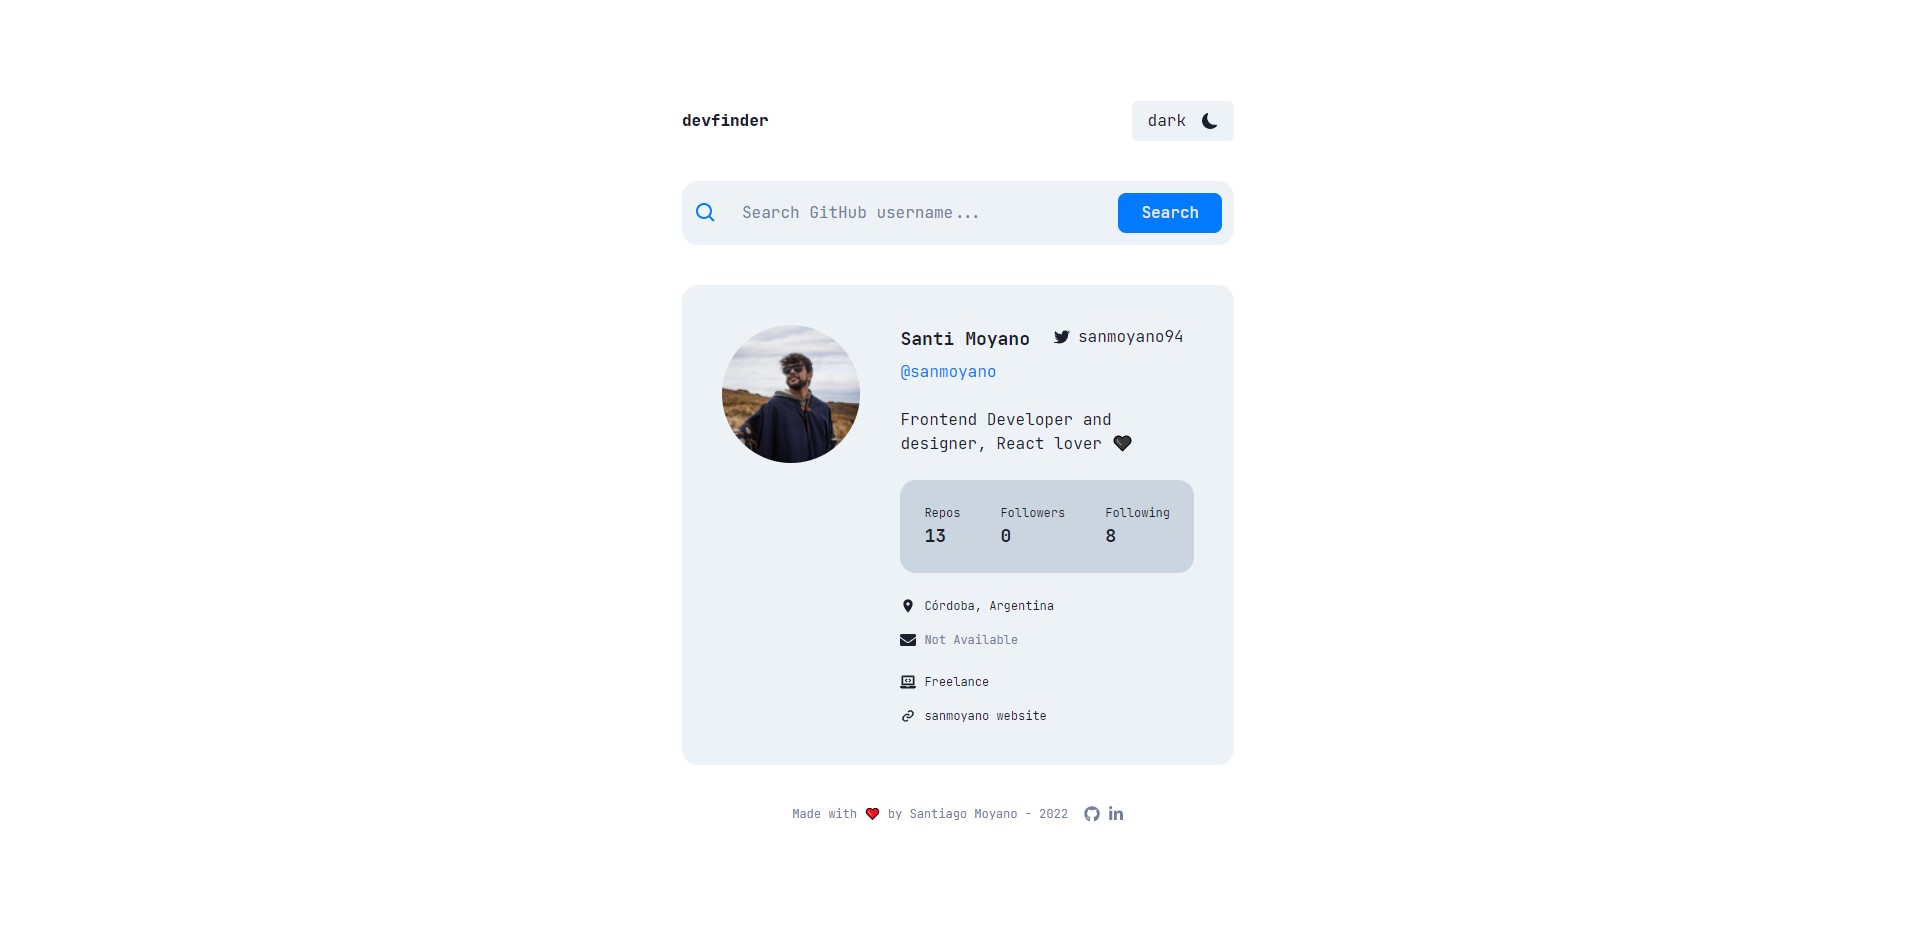 devfinder
dark
Search GitHub username...
Search
Santi Moyano
sanmoyano94
@sanmoyano
Frontend Developer and
designer, React lover 🖤
Repos Followers Following
13 0 8
Córdoba, Argentina
Not Available
Freelance
sanmoyano website
Made with ❤️ by Santiago Moyano - 2022